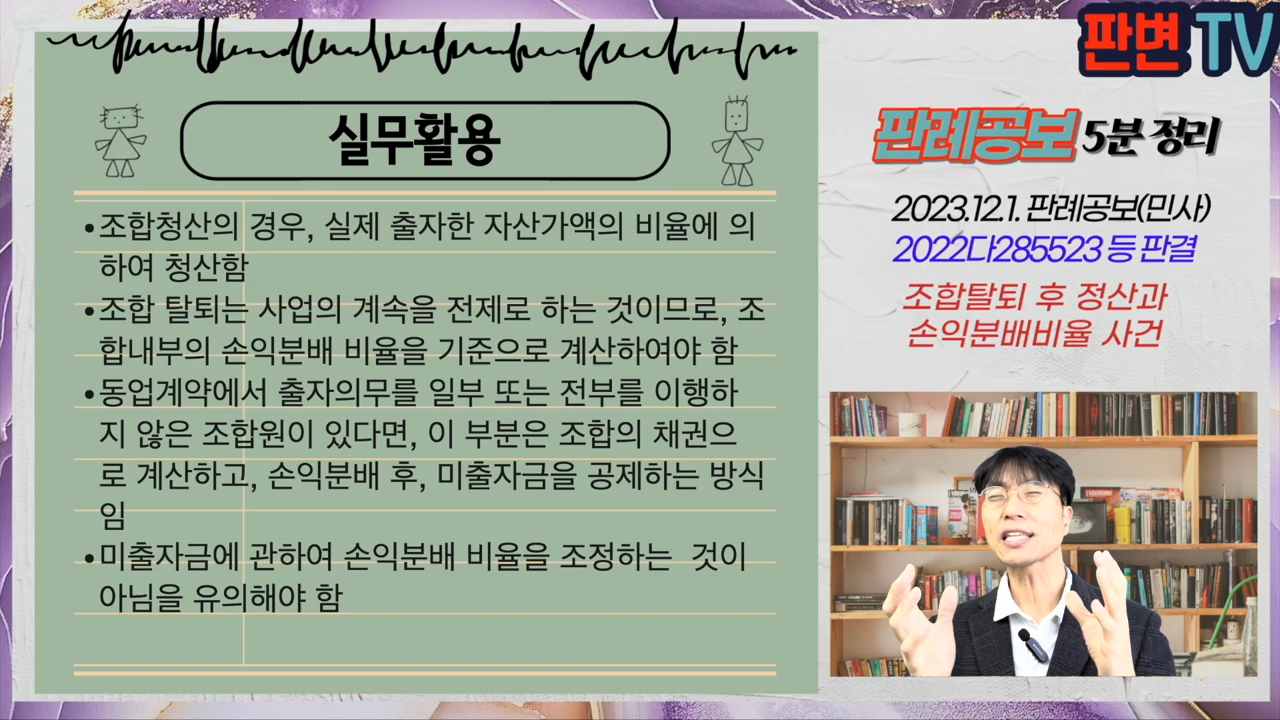 판변 TV
실무활용
•조합청산의 경우, 실제 출자한 자산가액의 비율에 의
하여 청산함
•조합 탈퇴는 사업의 계속을 전제로 하는 것이므로, 조
합내부의 손익분배 비율을 기준으로 계산하여야 함
•동업계약에서 출자의무를 일부 또는 전부를 이행하
지 않은 조합원이 있다면, 이 부분은 조합의 채권으
로 계산하고, 손익분배 후, 미출자금을 공제하는 방식
임
•미출자금에 관하여 손익분배 비율을 조정하는  것이
아님을 유의해야 함
판례공보 5분 정리
2023.12.1. 판례공보(민사)
2022다285523 등 판결
조합탈퇴 후 정산과
손익분배비율 사건